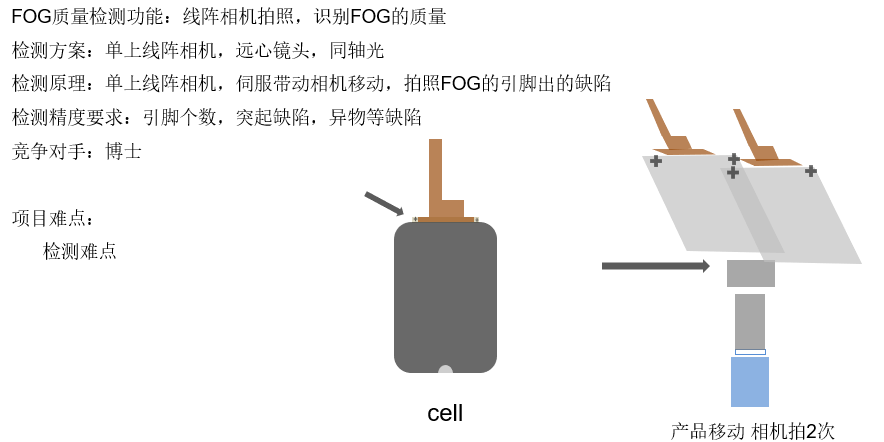 FOG质量检测功能：线阵相机拍照，识别FOG的质量
检测方案：单上线阵相机，远心镜头，同轴光
检测原理：单上线阵相机，伺服带动相机移动，拍照FOG的引脚出的缺陷
检测精度要求：引脚个数，突起缺陷，异物等缺陷
竞争对手：博士
项目难点：
检测难点
cell
产品移动 相机拍2次